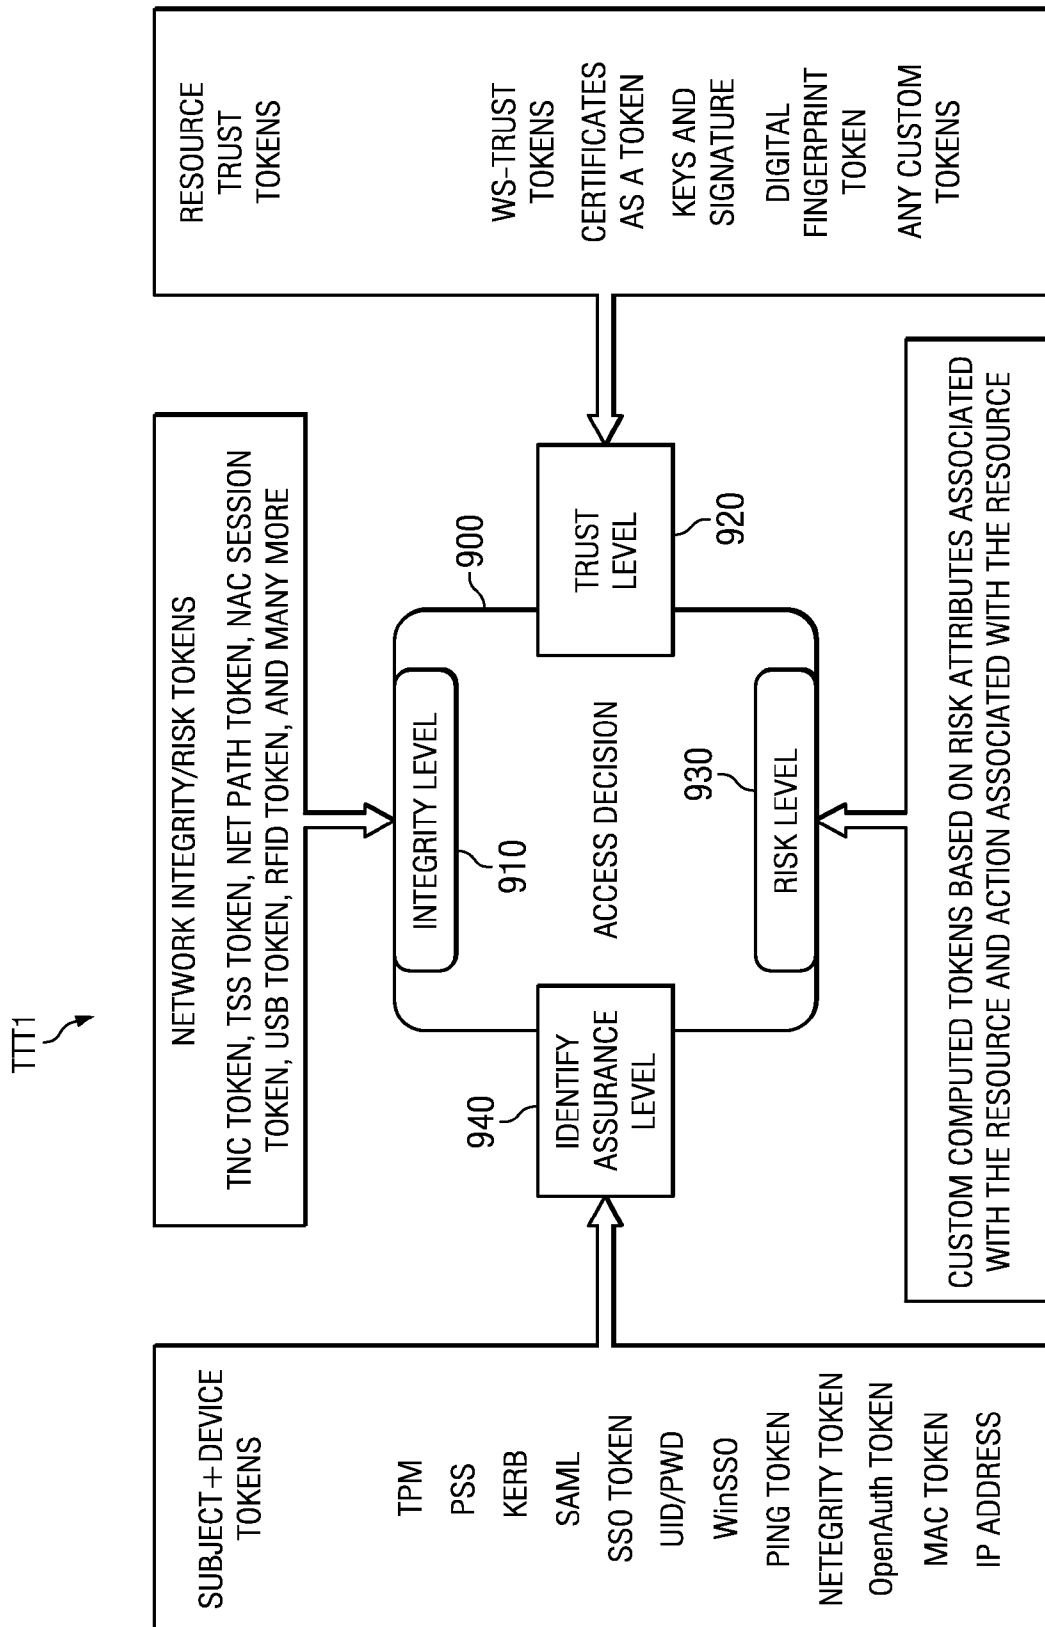 TTT1
SUBJECT+DEVICE
TOKENS
TPM
PSS
KERB
SAML
SSO TOKEN
UID/PWD
WinSSO
PING TOKEN
NETEGRITY TOKEN
OpenAuth TOKEN
MAC TOKEN
IP ADDRESS
NETWORK INTEGRITY/RISK TOKENS
TNC TOKEN, TSS TOKEN, NET PATH TOKEN, NAC SESSION
TOKEN, USB TOKEN, RFID TOKEN, AND MANY MORE
900
INTEGRITY LEVEL
910
940
IDENTIFY
ASSURANCE
LEVEL
ACCESS DECISION
TRUST
LEVEL
920
930
RISK LEVEL
CUSTOM COMPUTED TOKENS BASED ON RISK ATTRIBUTES ASSOCIATED
WITH THE RESOURCE AND ACTION ASSOCIATED WITH THE RESOURCE
RESOURCE
TRUST
TOKENS
WS-TRUST
TOKENS
CERTIFICATES
AS A TOKEN
KEYS AND
SIGNATURE
DIGITAL
FINGERPRINT
TOKEN
ANY CUSTOM
TOKENS